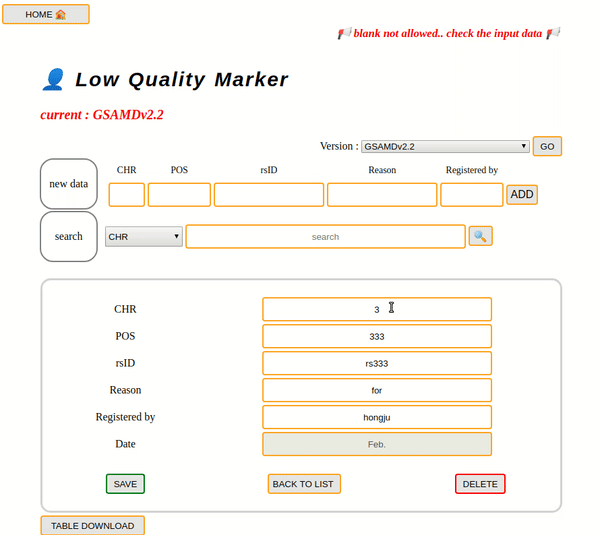 HOME
blank not allowed.. check the input data
Low Quality Marker
current : GSAMDv2.2
Version : GSAMDv2.2 GO
CHR POS rsID Reason Registered by
new data ADD
search CHR search
CHR 3
POS 333
rsID rs333
Reason for
Registered by hongju
Date Feb.
SAVE BACK TO LIST DELETE
TABLE DOWNLOAD